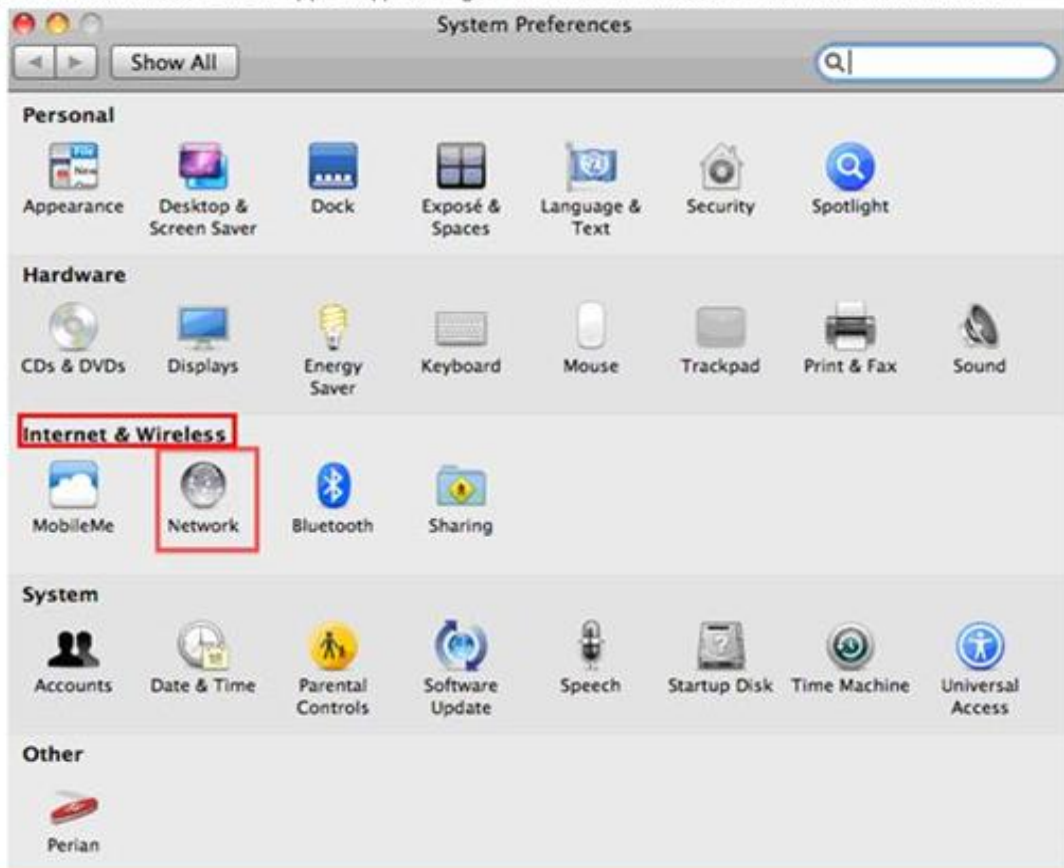 System Preferences
Show All
Personal
Appearance
Desktop &
Screen Saver
Dock
Exposé &
Spaces
Language &
Text
Security
Spotlight
Hardware
CDs & DVDs
Displays
Energy
Saver
Keyboard
Mouse
Trackpad
Print & Fax
Sound
Internet & Wireless
MobileMe
Network
Bluetooth
Sharing
System
Accounts
Date & Time
Parental
Controls
Software
Update
Speech
Startup Disk
Time Machine
Universal
Access
Other
Perian